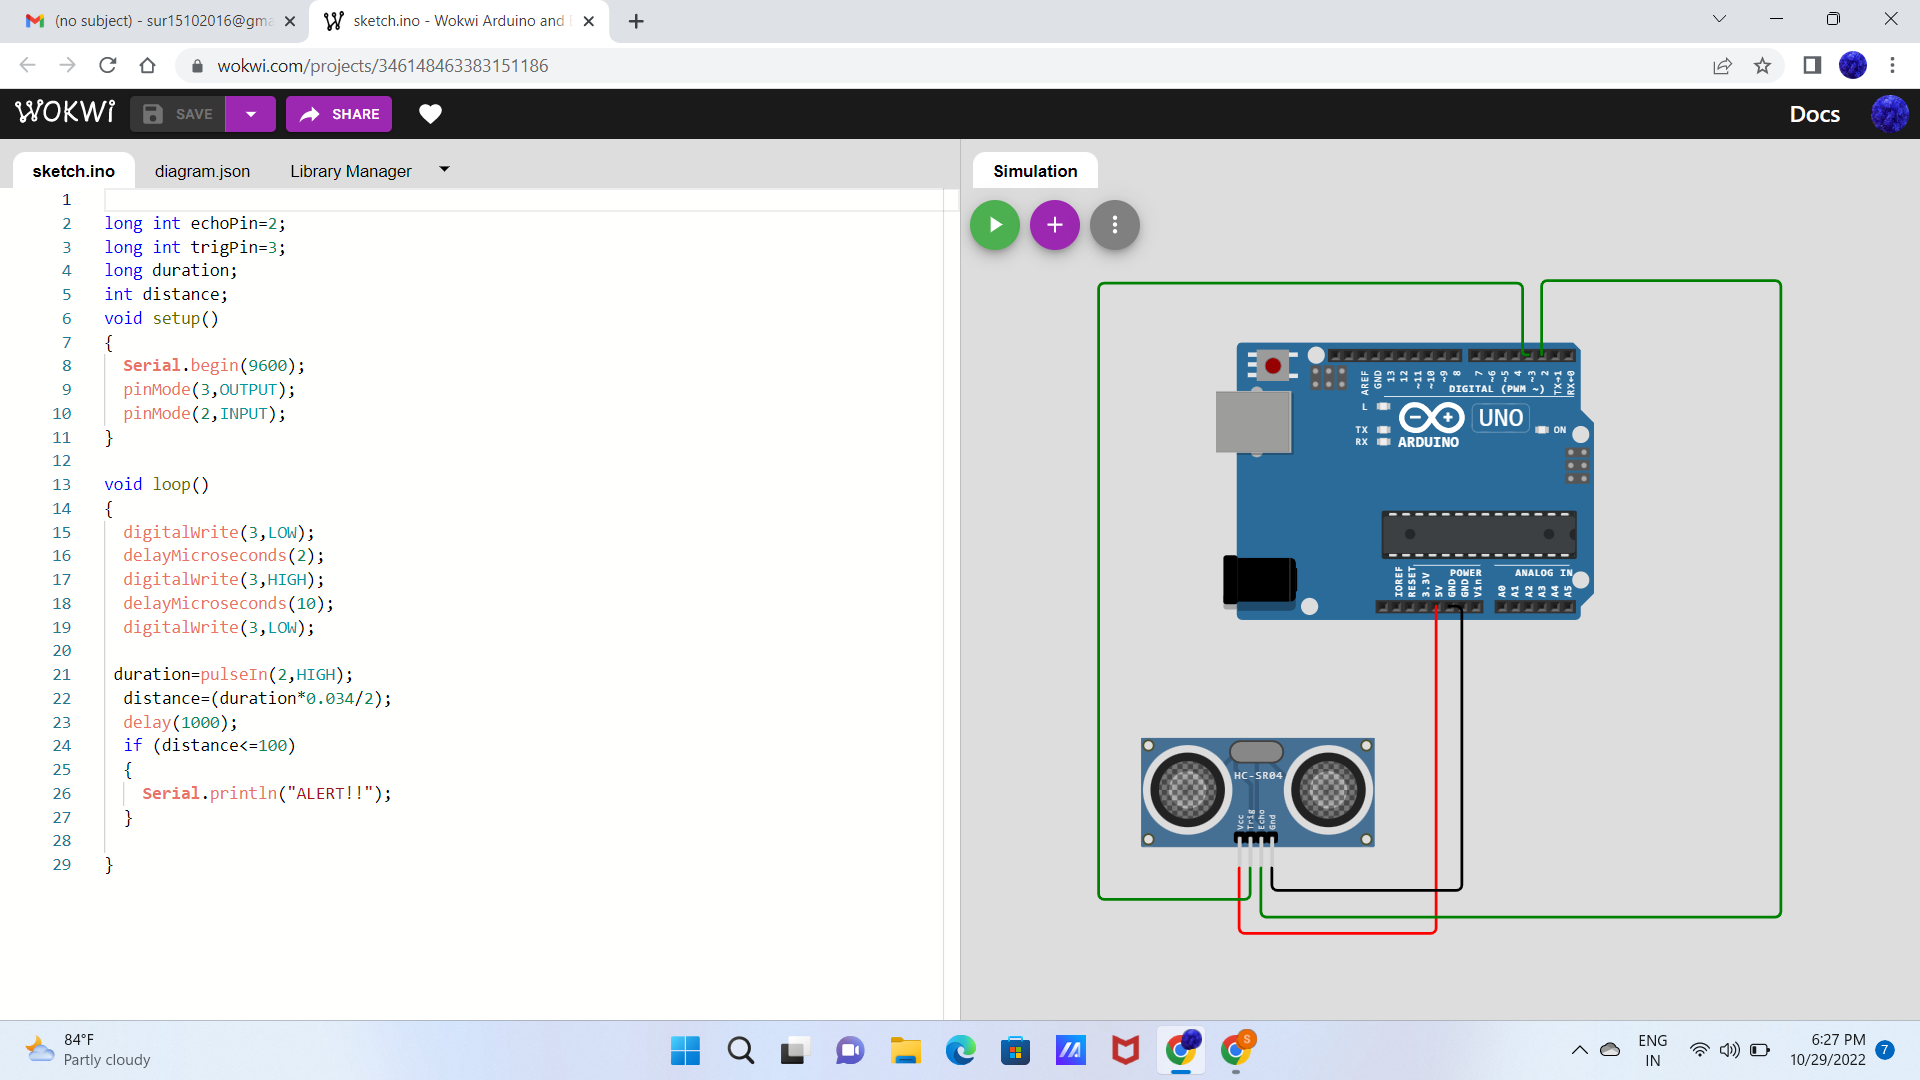 (no subject) - sur15102016@gma
sketch.ino - Wokwi Arduino and
wokwi.com/projects/346148463383151186
WOKWi
SAVE
SHARE
Docs
sketch.ino
diagram.json
Library Manager
Simulation
1
2 long int echoPin=2;
3 long int trigPin=3;
4 long duration;
5 int distance;
6 void setup()
7 {
8 Serial.begin(9600);
9 pinMode(3,OUTPUT);
10 pinMode(2,INPUT);
11 }
12
13 void loop()
14 {
15 digitalWrite(3,LOW);
16 delayMicroseconds(2);
17 digitalWrite(3,HIGH);
18 delayMicroseconds(10);
19 digitalWrite(3,LOW);
20
21 duration=pulseIn(2,HIGH);
22 distance=(duration*0.034/2);
23 delay(1000);
24 if (distance<=100)
25 {
26 Serial.println("ALERT!!");
27 }
28
29 }
AREF GND 13 12 ~11 ~10 ~9 8 7 ~6 ~5 4 ~3 2 TX→1 RX←0
DIGITAL (PWM ~)
L
TX
RX
UNO
ARDUINO
ON
POWER
ANALOG IN
IOREF RESET 3.3V 5V GND GND Vin A0 A1 A2 A3 A4 A5
HC-SR04
Vcc Trig Echo Gnd
84°F
Partly cloudy
S
ENG
IN
6:27 PM
10/29/2022
7